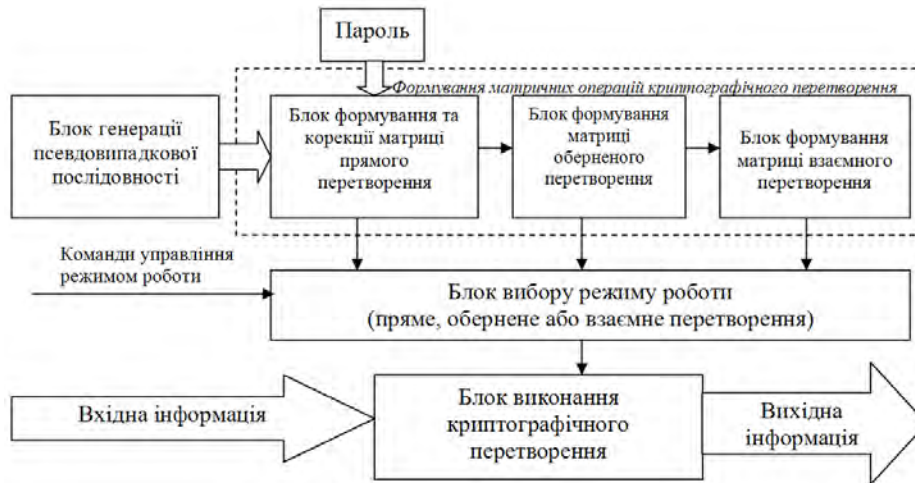 Пароль
Формування матричних операцій криптографічного перетворення
Блок генерації
псевдовипадкової
послідовності
Блок формування та
корекції матриці
прямого
перетворення
Блок формування
матриці
оберненого
перетворення
Блок формування
матриці взаємного
перетворення
Команди управління
режимом роботи
Блок вибору режиму роботи
(пряме, обернене або взаємне перетворення)
Вхідна інформація
Блок виконання
криптографічного
перетворення
Вихідна
інформація